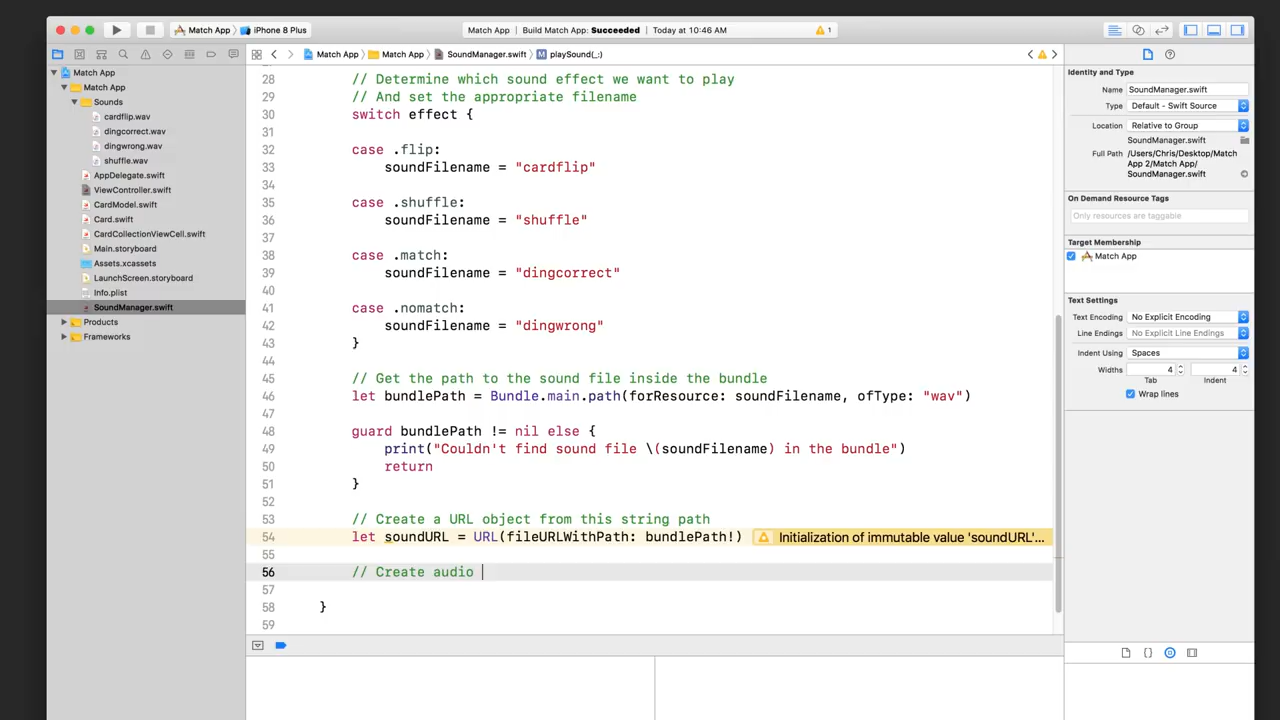 Match App
iPhone 8 Plus
Match App | Build Match App: Succeeded | Today at 10:46 AM
1
Match App
Match App
SoundManager.swift
playSound(_:)
Match App
Match App
Sounds
cardflip.wav
dingcorrect.wav
dingwrong.wav
shuffle.wav
AppDelegate.swift
ViewController.swift
CardModel.swift
Card.swift
CardCollectionViewCell.swift
Main.storyboard
Assets.xcassets
LaunchScreen.storyboard
Info.plist
SoundManager.swift
Products
Frameworks
28 // Determine which sound effect we want to play
29 // And set the appropriate filename
30 switch effect {
31
32 case .flip:
33 soundFilename = "cardflip"
34
35 case .shuffle:
36 soundFilename = "shuffle"
37
38 case .match:
39 soundFilename = "dingcorrect"
40
41 case .nomatch:
42 soundFilename = "dingwrong"
43 }
44
45 // Get the path to the sound file inside the bundle
46 let bundlePath = Bundle.main.path(forResource: soundFilename, ofType: "wav")
47
48 guard bundlePath != nil else {
49 print("Couldn't find sound file \(soundFilename) in the bundle")
50 return
51 }
52
53 // Create a URL object from this string path
54 let soundURL = URL(fileURLWithPath: bundlePath!) Initialization of immutable value 'soundURL'...
55
56 // Create audio
57
58 }
59
Identity and Type
Name SoundManager.swift
Type Default - Swift Source
Location Relative to Group
SoundManager.swift
Full Path /Users/Chris/Desktop/Match
App 2/Match App/
SoundManager.swift
On Demand Resource Tags
Only resources are taggable
Target Membership
Match App
Text Settings
Text Encoding No Explicit Encoding
Line Endings No Explicit Line Endings
Indent Using Spaces
Widths 4 4
Tab Indent
Wrap lines